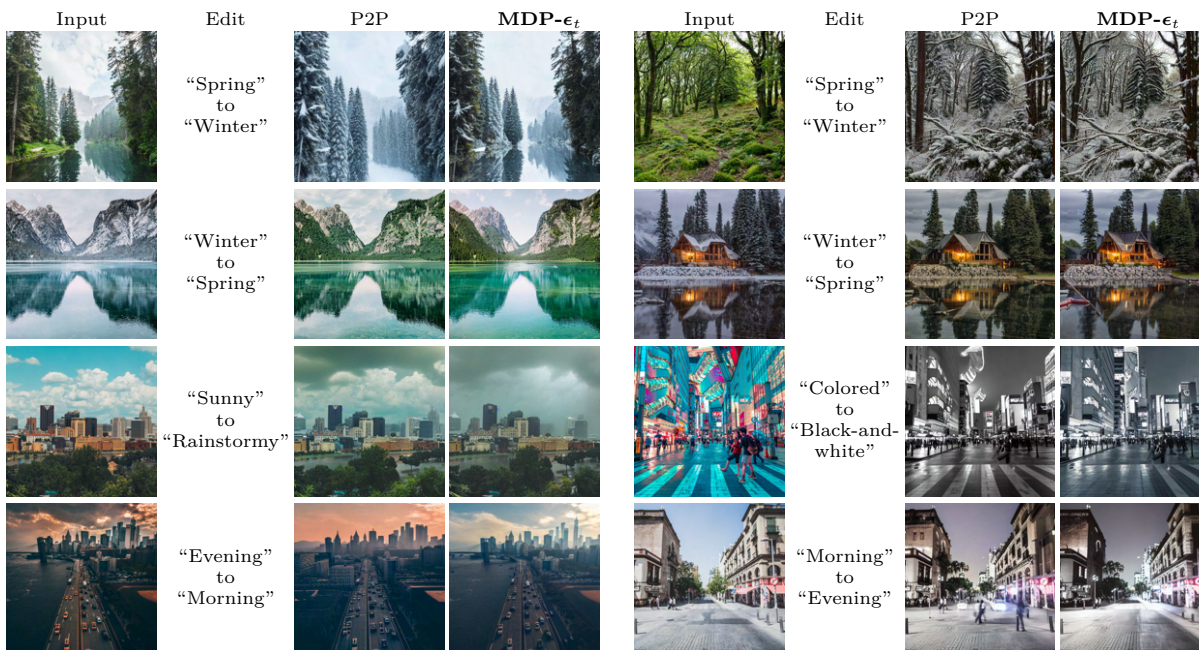 Input Edit P2P MDP-ϵₜ Input Edit P2P MDP-ϵₜ
“Spring”
to
“Winter”
“Spring”
to
“Winter”
“Winter”
to
“Spring”
“Winter”
to
“Spring”
“Sunny”
to
“Rainstormy”
“Colored”
to
“Black-and-
white”
“Evening”
to
“Morning”
“Morning”
to
“Evening”